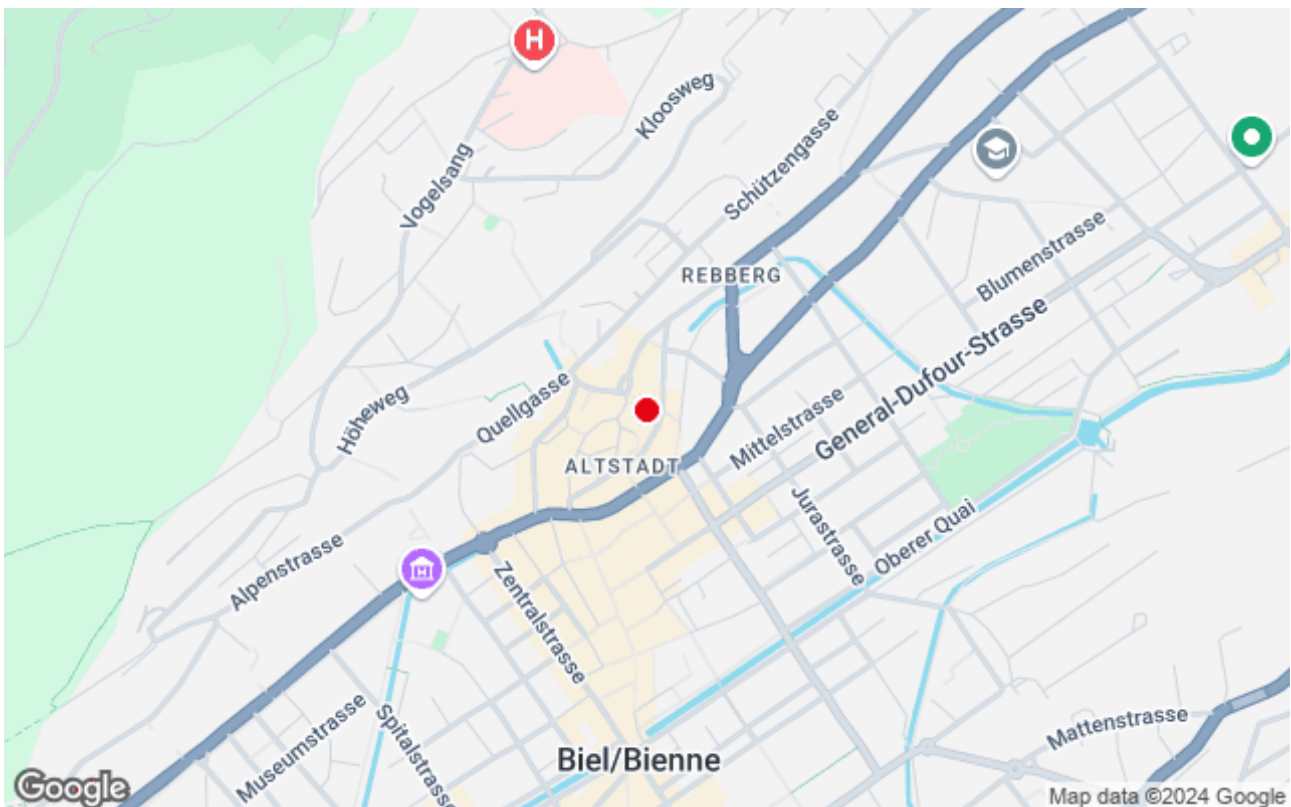 H
Kloosweg
Schützengasse
Vogelsang
Blumenstrasse
REBBERG
General-Dufour-Strasse
Höheweg
Quellgasse
Mittelstrasse
ALTSTADT
Jurastrasse
Oberer Quai
Alpenstrasse
Zentralstrasse
Museumstrasse
Spitalstrasse
Mattenstrasse
Biel/Bienne
Google
Map data ©2024 Google